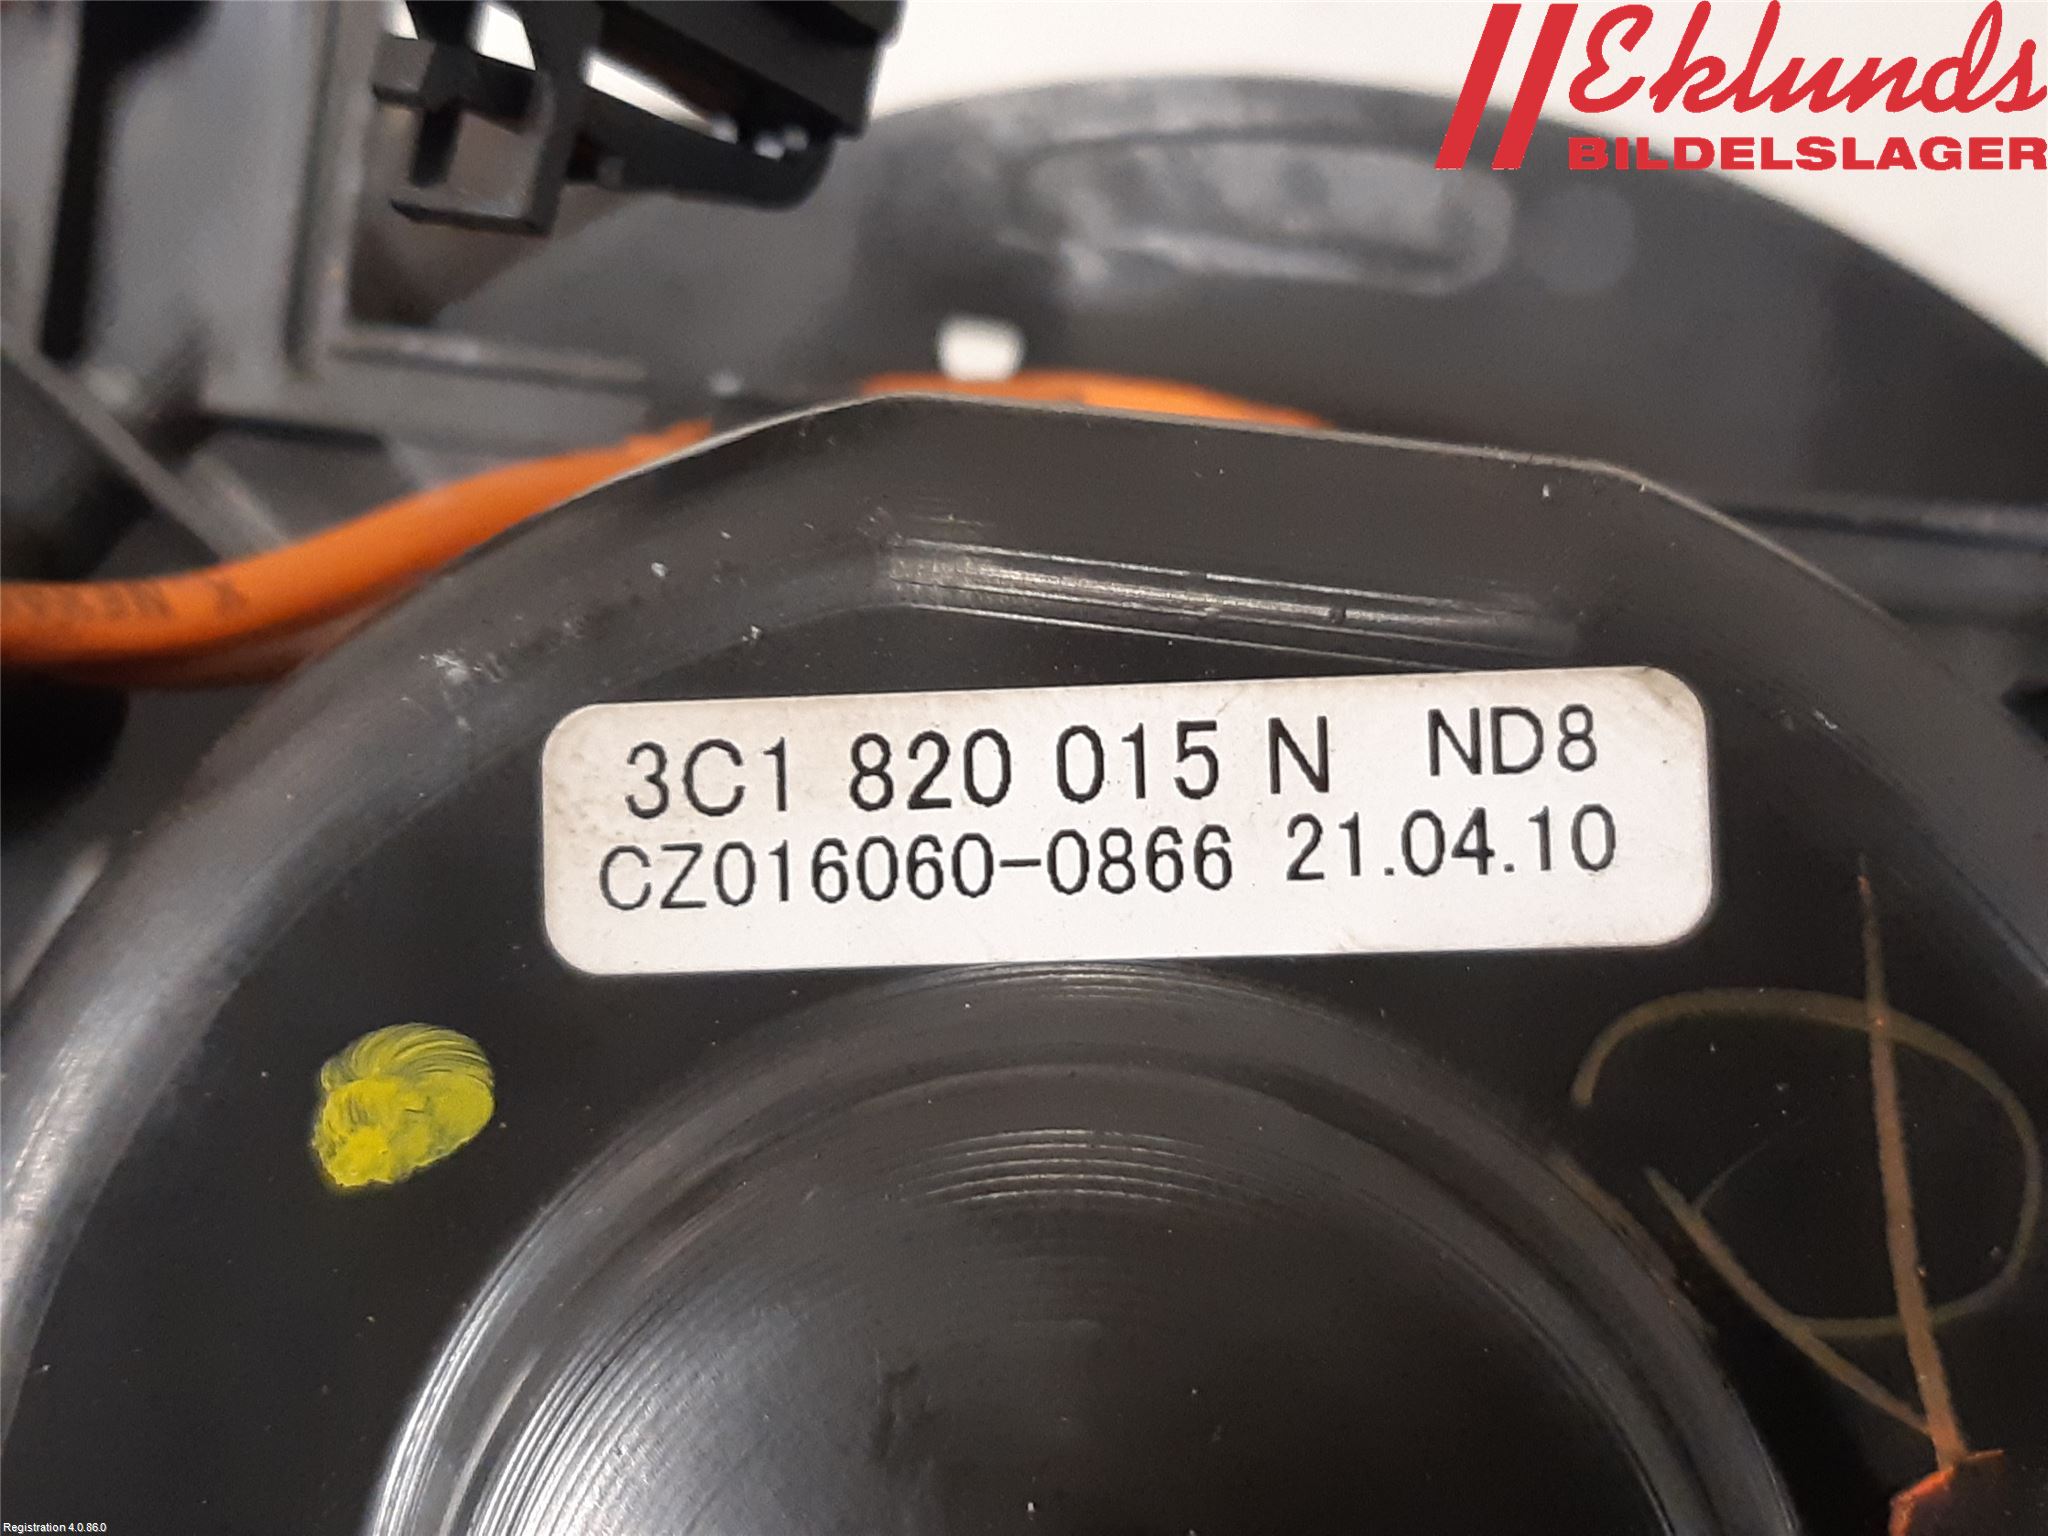 Eklunds
BILDELSLAGER
3C1 820 015 N ND8
CZ016060-0866 21.04.10
Registration 4.0.86.0